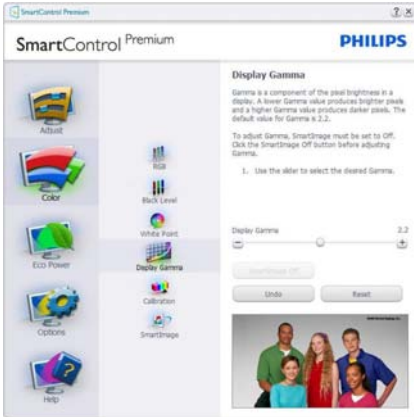 SmartControl Premium
SmartControl Premium
PHILIPS
Adjust
Color
Eco Power
Options
Help
RGB
Black Level
White Point
Display Gamma
Calibration
SmartImage
Display Gamma
Gamma is a component of the pixel brightness in a
display. A lower Gamma value produces brighter pixels
and a higher Gamma value produces darker pixels. The
default value for Gamma is 2.2.
To adjust Gamma, SmartImage must be set to Off.
Click the SmartImage Off button before adjusting
Gamma.
1. Use the slider to select the desired Gamma.
Display Gamma 2.2
SmartImage Off
Undo Reset